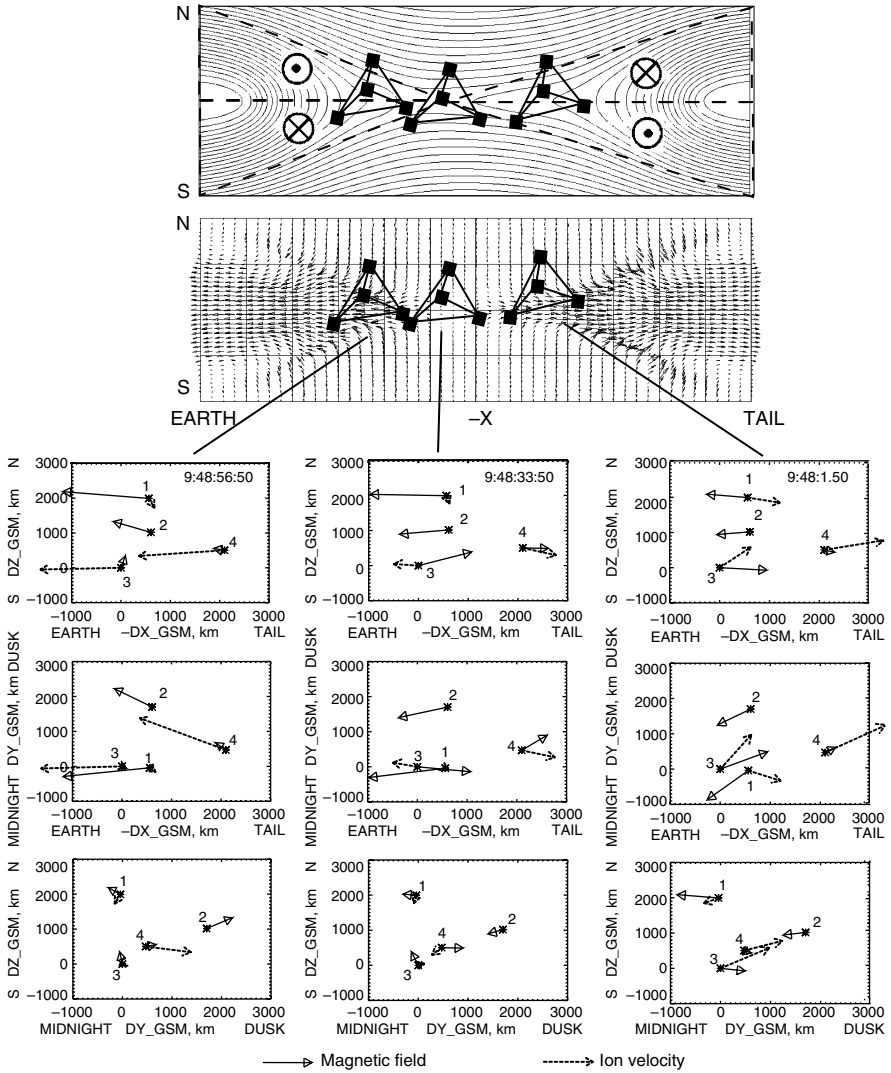 N
S
N
S
EARTH –X TAIL
9:48:56:50
9:48:33:50
9:48:1.50
S DZ_GSM, km N
3000
2000
1000
0
–1000
1
2
3
4
–1000 0 1000 2000 3000
EARTH –DX_GSM, km TAIL
3000
2000
1000
0
–1000
S DZ_GSM, km N
1
2
3
4
–1000 0 1000 2000 3000
EARTH –DX_GSM, km TAIL
3000
2000
1000
0
–1000
S DZ_GSM, km N
1
2
3
4
–1000 0 1000 2000 3000
EARTH –DX_GSM, km TAIL
MIDNIGHT DY_GSM, km DUSK
3000
2000
1000
0
–1000
2
4
3
1
–1000 0 1000 2000 3000
EARTH –DX_GSM, km TAIL
MIDNIGHT DY_GSM, km DUSK
3000
2000
1000
0
–1000
2
4
3
1
–1000 0 1000 2000 3000
EARTH –DX_GSM, km TAIL
MIDNIGHT DY_GSM, km DUSK
3000
2000
1000
0
–1000
2
4
3
1
–1000 0 1000 2000 3000
EARTH –DX_GSM, km TAIL
S DZ_GSM, km N
3000
2000
1000
0
–1000
1
2
4
3
–1000 0 1000 2000 3000
MIDNIGHT DY_GSM, km DUSK
S DZ_GSM, km N
3000
2000
1000
0
–1000
1
2
4
3
–1000 0 1000 2000 3000
MIDNIGHT DY_GSM, km DUSK
S DZ_GSM, km N
3000
2000
1000
0
–1000
1
2
4
3
–1000 0 1000 2000 3000
MIDNIGHT DY_GSM, km DUSK
Magnetic field
Ion velocity